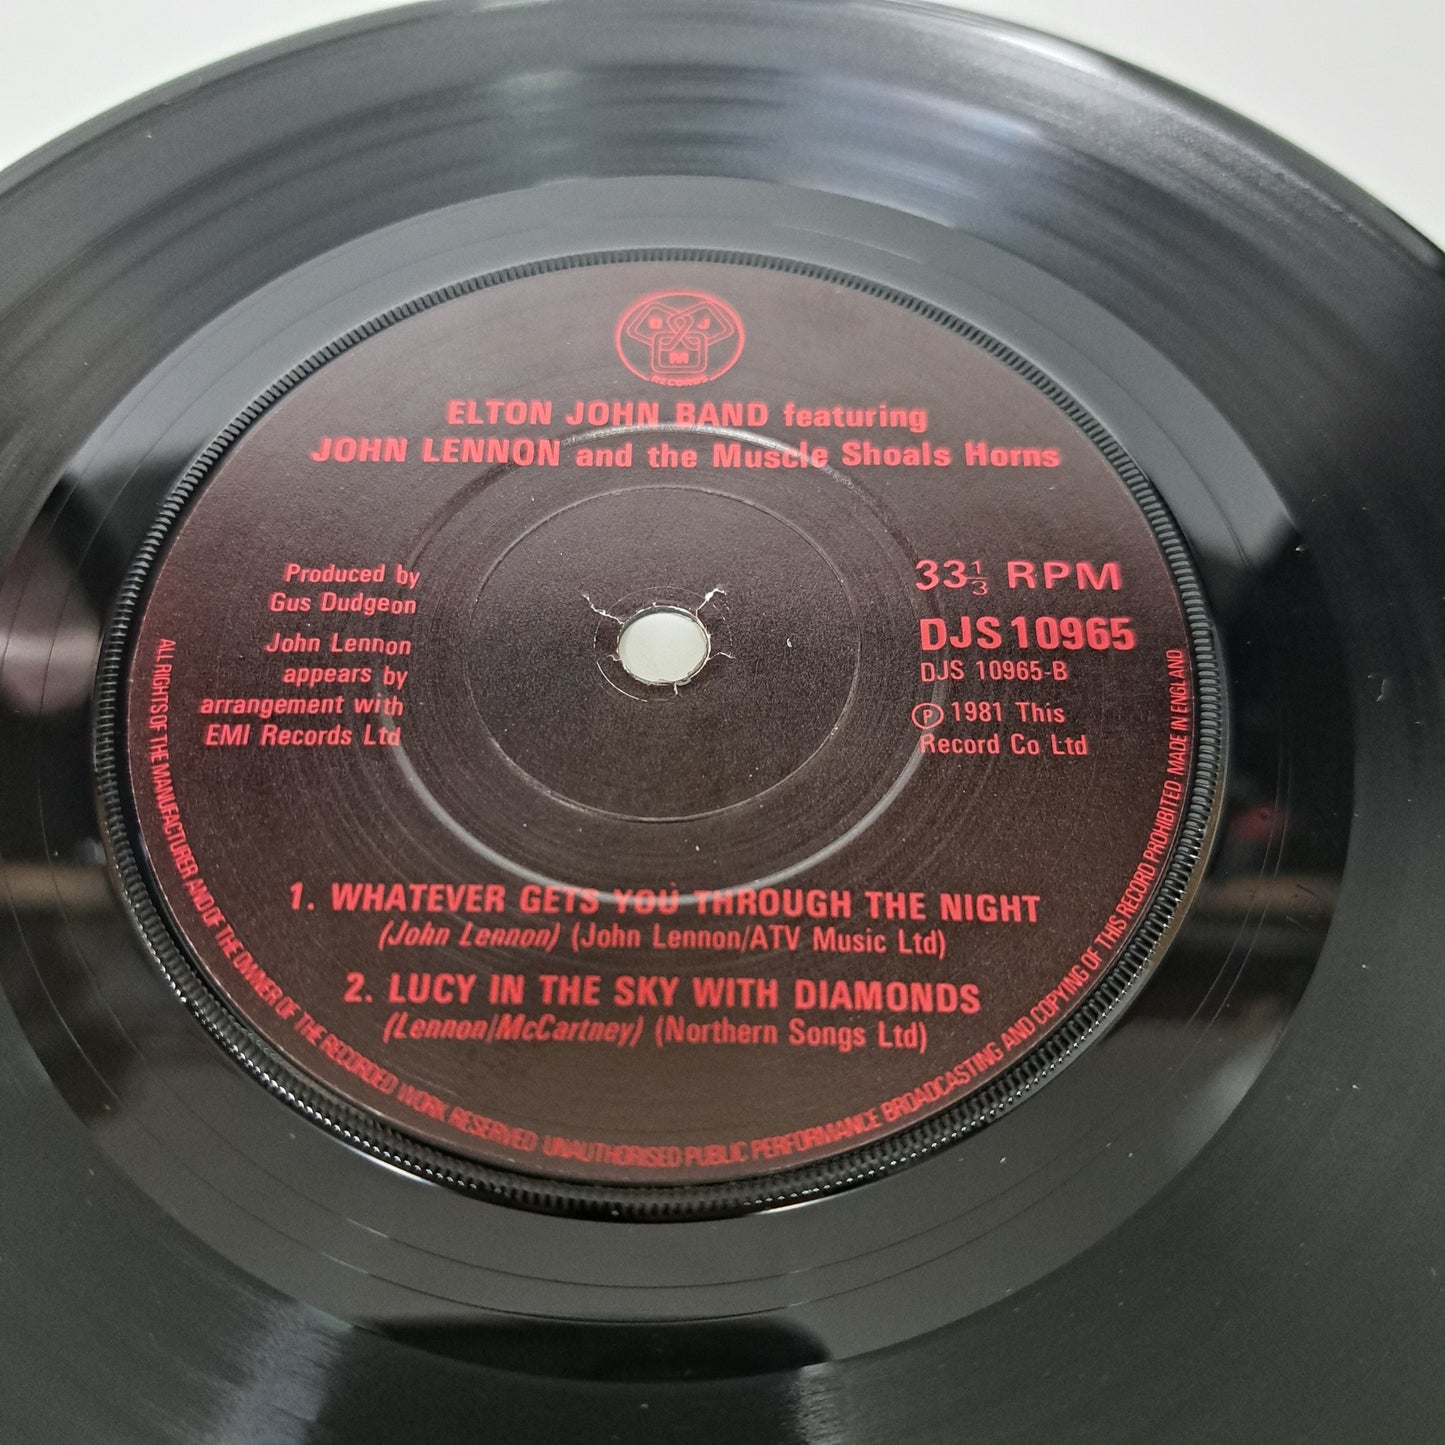 DJM
RECORDS
ELTON JOHN BAND featuring
JOHN LENNON and the Muscle Shoals Horns
Produced by
Gus Dudgeon
John Lennon
appears by
arrangement with
EMI Records Ltd
33 1/3 RPM
DJS 10965
DJS 10965-B
Ⓟ 1981 This
Record Co Ltd
1. WHATEVER GETS YOU THROUGH THE NIGHT
(John Lennon) (John Lennon/ATV Music Ltd)
2. LUCY IN THE SKY WITH DIAMONDS
(Lennon/McCartney) (Northern Songs Ltd)
ALL RIGHTS OF THE MANUFACTURER AND OF THE OWNER OF THE RECORDED WORK RESERVED UNAUTHORISED PUBLIC PERFORMANCE BROADCASTING AND COPYING OF THIS RECORD PROHIBITED MADE IN ENGLAND